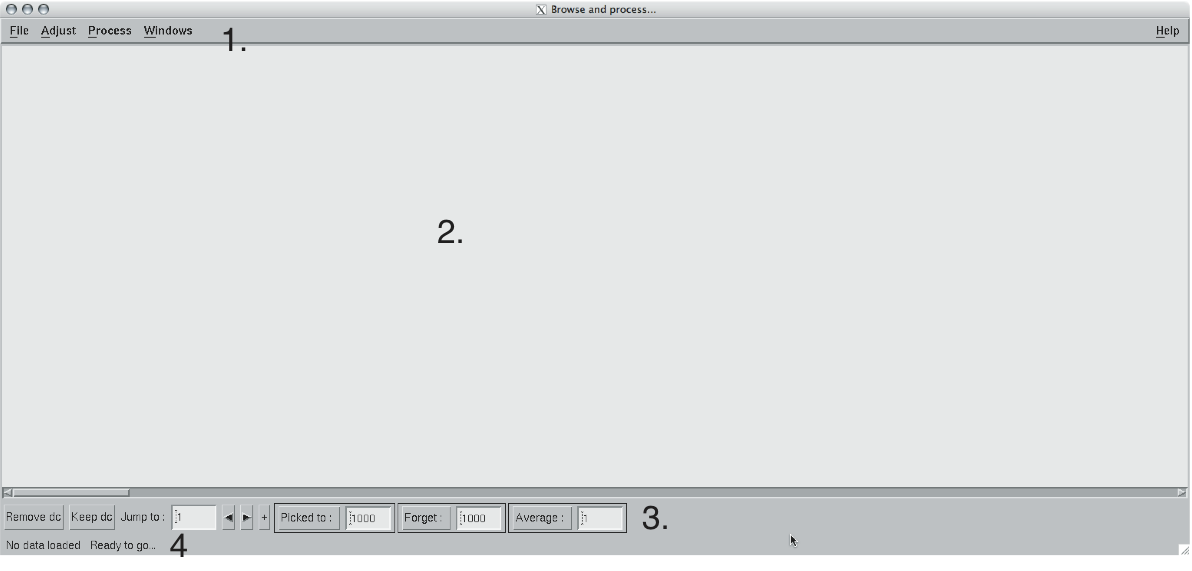 Browse and process...
File Adjust Process Windows 1. Help
2.
Remove dc Keep dc Jump to : 1 + Picked to : 1000 Forget : 1000 Average : 1 3.
No data loaded Ready to go... 4